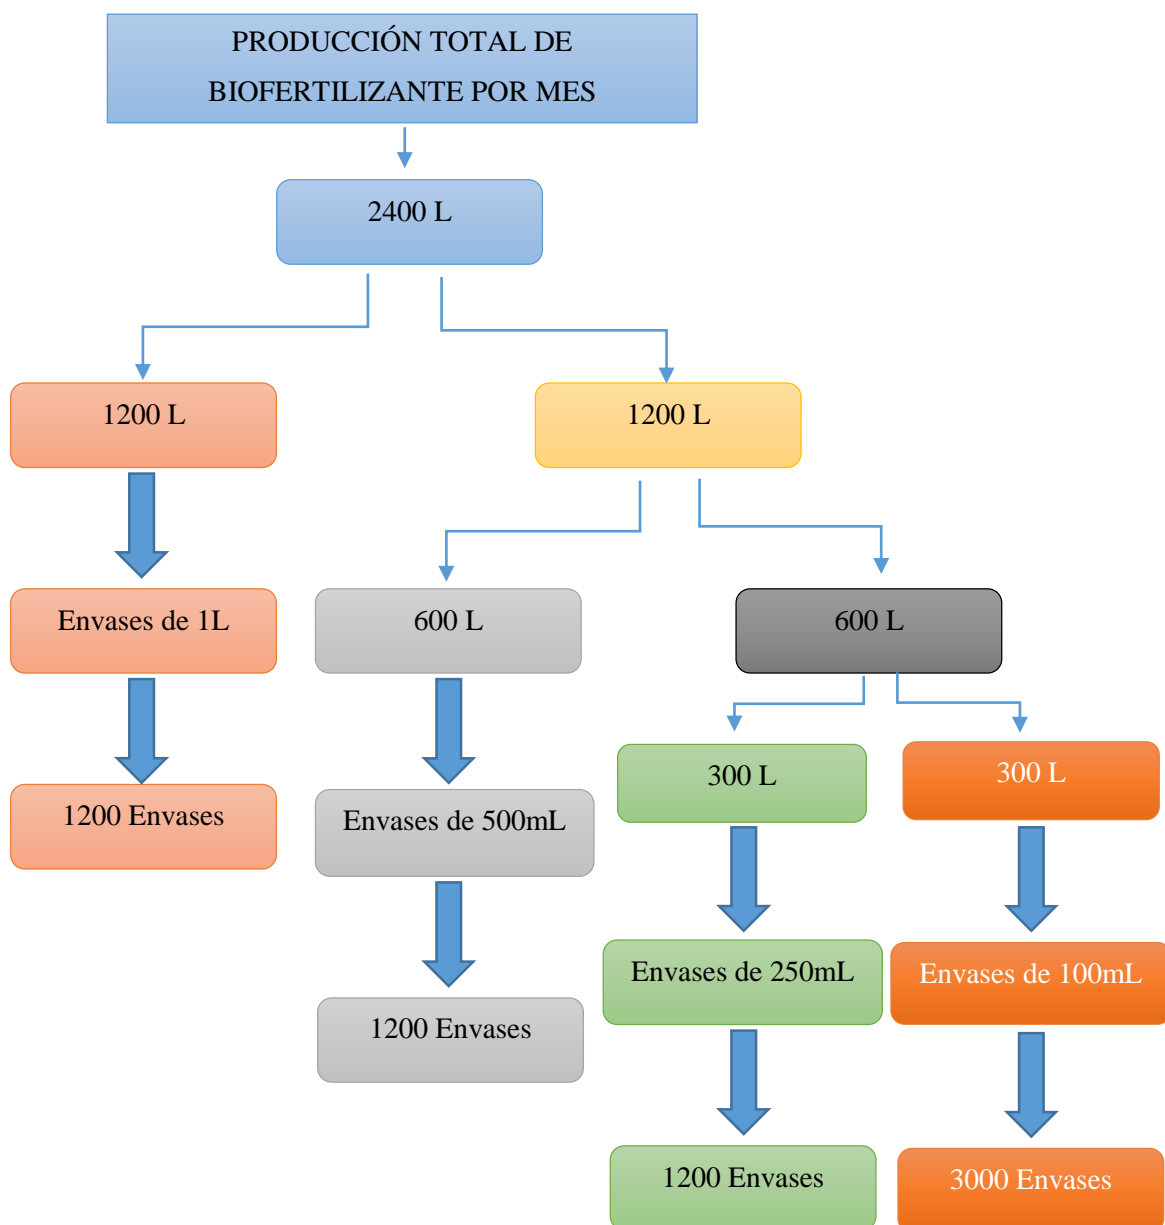 PRODUCCIÓN TOTAL DE
BIOFERTILIZANTE POR MES
2400 L
1200 L
1200 L
Envases de 1L
600 L
600 L
300 L
300 L
1200 Envases
Envases de 500mL
Envases de 250mL
Envases de 100mL
1200 Envases
1200 Envases
3000 Envases